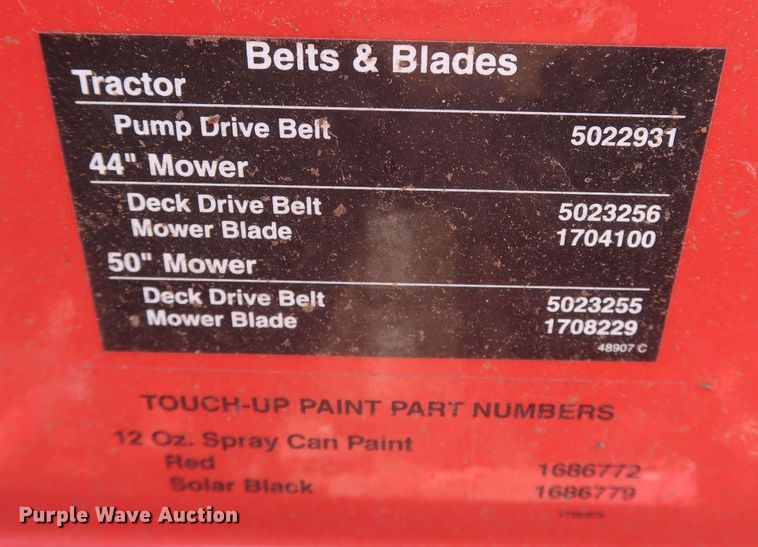 Belts & Blades
Tractor
Pump Drive Belt 5022931
44" Mower
Deck Drive Belt 5023256
Mower Blade 1704100
50" Mower
Deck Drive Belt 5023255
Mower Blade 1708229
48907 C
TOUCH-UP PAINT PART NUMBERS
12 Oz. Spray Can Paint
Red 1686772
Solar Black 1686779
Purple Wave Auction